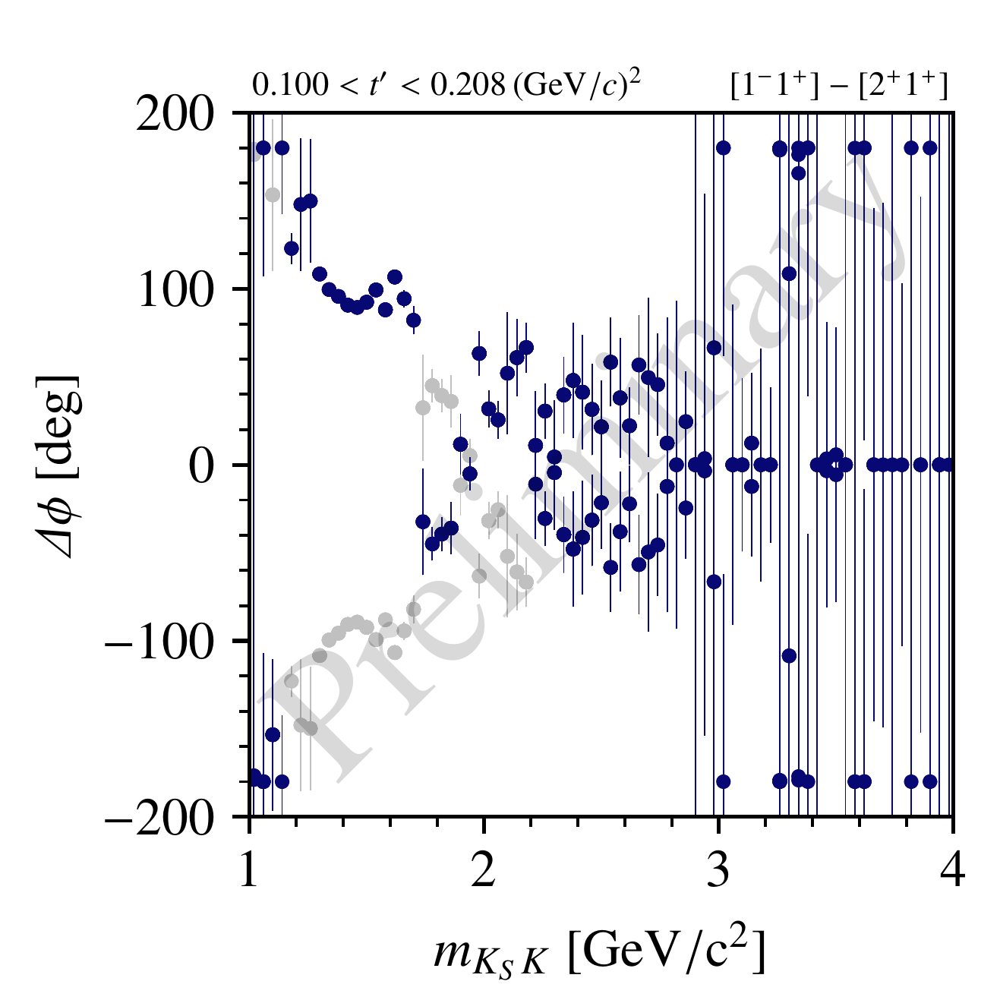 0.100 < t′ < 0.208 (GeV/c)² [1⁻1⁺] – [2⁺1⁺]
200
100
0
−100
−200
Δϕ [deg]
Preliminary
1 2 3 4
m_{K_S K} [GeV/c²]